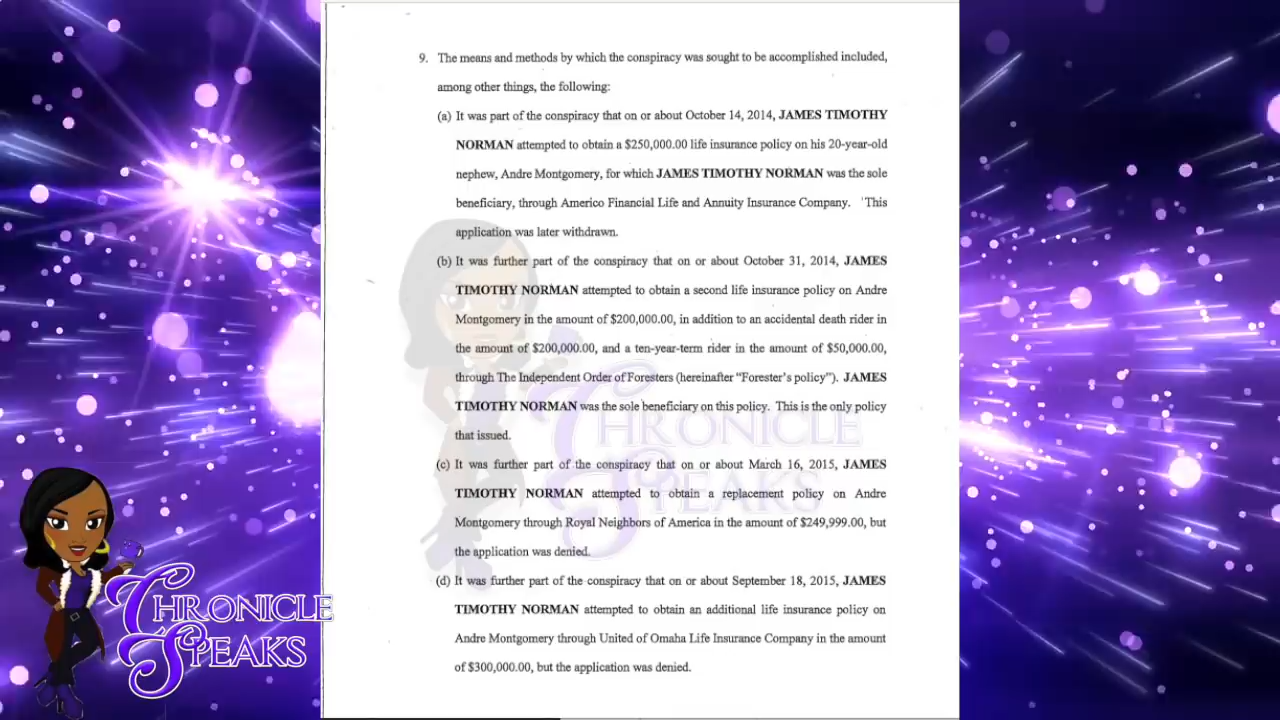 9. The means and methods by which the conspiracy was sought to be accomplished included,
among other things, the following:
(a) It was part of the conspiracy that on or about October 14, 2014, JAMES TIMOTHY
NORMAN attempted to obtain a $250,000.00 life insurance policy on his 20-year-old
nephew, Andre Montgomery, for which JAMES TIMOTHY NORMAN was the sole
beneficiary, through Americo Financial Life and Annuity Insurance Company. This
application was later withdrawn.
(b) It was further part of the conspiracy that on or about October 31, 2014, JAMES
TIMOTHY NORMAN attempted to obtain a second life insurance policy on Andre
Montgomery in the amount of $200,000.00, in addition to an accidental death rider in
the amount of $200,000.00, and a ten-year-term rider in the amount of $50,000.00,
through The Independent Order of Foresters (hereinafter "Forester's policy"). JAMES
TIMOTHY NORMAN was the sole beneficiary on this policy. This is the only policy
that issued.
(c) It was further part of the conspiracy that on or about March 16, 2015, JAMES
TIMOTHY NORMAN attempted to obtain a replacement policy on Andre
Montgomery through Royal Neighbors of America in the amount of $249,999.00, but
the application was denied.
(d) It was further part of the conspiracy that on or about September 18, 2015, JAMES
TIMOTHY NORMAN attempted to obtain an additional life insurance policy on
Andre Montgomery through United of Omaha Life Insurance Company in the amount
of $300,000.00, but the application was denied.
CHRONICLE
SPEAKS
CHRONICLE
SPEAKS